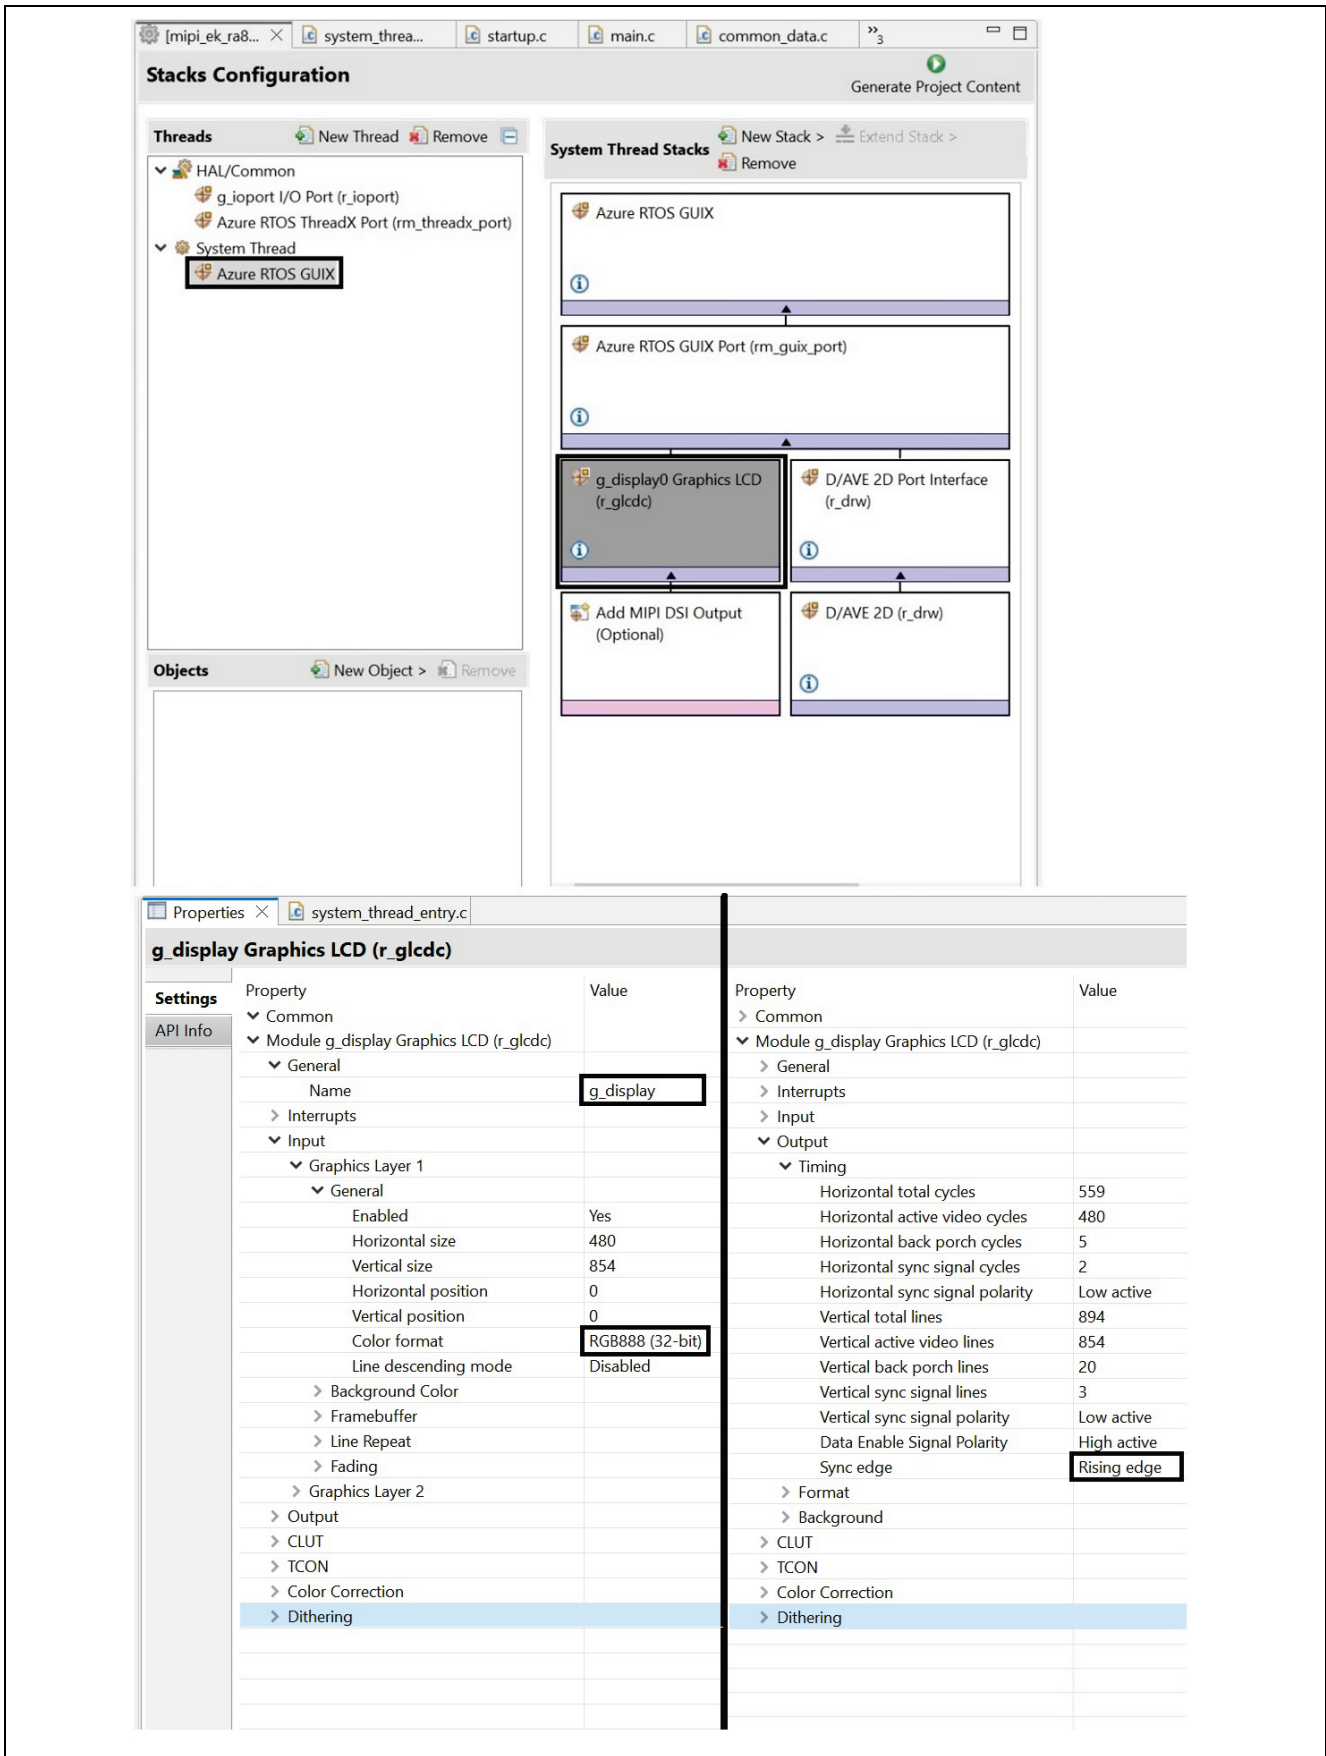 [mipi_ek_ra8...
system_threa...
startup.c
main.c
common_data.c
»3
Stacks Configuration
Generate Project Content
Threads
New Thread
Remove
HAL/Common
g_ioport I/O Port (r_ioport)
Azure RTOS ThreadX Port (rm_threadx_port)
System Thread
Azure RTOS GUIX
System Thread Stacks
New Stack >
Extend Stack >
Remove
Azure RTOS GUIX
Azure RTOS GUIX Port (rm_guix_port)
g_display0 Graphics LCD
(r_glcdc)
D/AVE 2D Port Interface
(r_drw)
Add MIPI DSI Output
(Optional)
D/AVE 2D (r_drw)
Objects
New Object >
Remove
Properties
system_thread_entry.c
g_display Graphics LCD (r_glcdc)
Settings
API Info
Property Value
Common
Module g_display Graphics LCD (r_glcdc)
General
Name g_display
Interrupts
Input
Graphics Layer 1
General
Enabled Yes
Horizontal size 480
Vertical size 854
Horizontal position 0
Vertical position 0
Color format RGB888 (32-bit)
Line descending mode Disabled
Background Color
Framebuffer
Line Repeat
Fading
Graphics Layer 2
Output
CLUT
TCON
Color Correction
Dithering
Property Value
Common
Module g_display Graphics LCD (r_glcdc)
General
Interrupts
Input
Output
Timing
Horizontal total cycles 559
Horizontal active video cycles 480
Horizontal back porch cycles 5
Horizontal sync signal cycles 2
Horizontal sync signal polarity Low active
Vertical total lines 894
Vertical active video lines 854
Vertical back porch lines 20
Vertical sync signal lines 3
Vertical sync signal polarity Low active
Data Enable Signal Polarity High active
Sync edge Rising edge
Format
Background
CLUT
TCON
Color Correction
Dithering